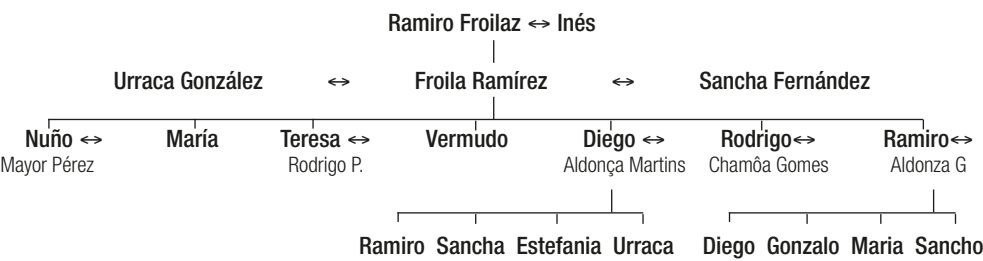 Ramiro Froilaz ⇔ Inés
Urraca González ⇔ Froila Ramírez ⇔ Sancha Fernández
Nuño ⇔ María Teresa ⇔ Vermudo Diego ⇔ Rodrigo⇔ Ramiro⇔
Mayor Pérez Rodrigo P. Aldonça Martins Chamôa Gomes Aldonza G
Ramiro Sancha Estefania Urraca Diego Gonzalo Maria Sancho